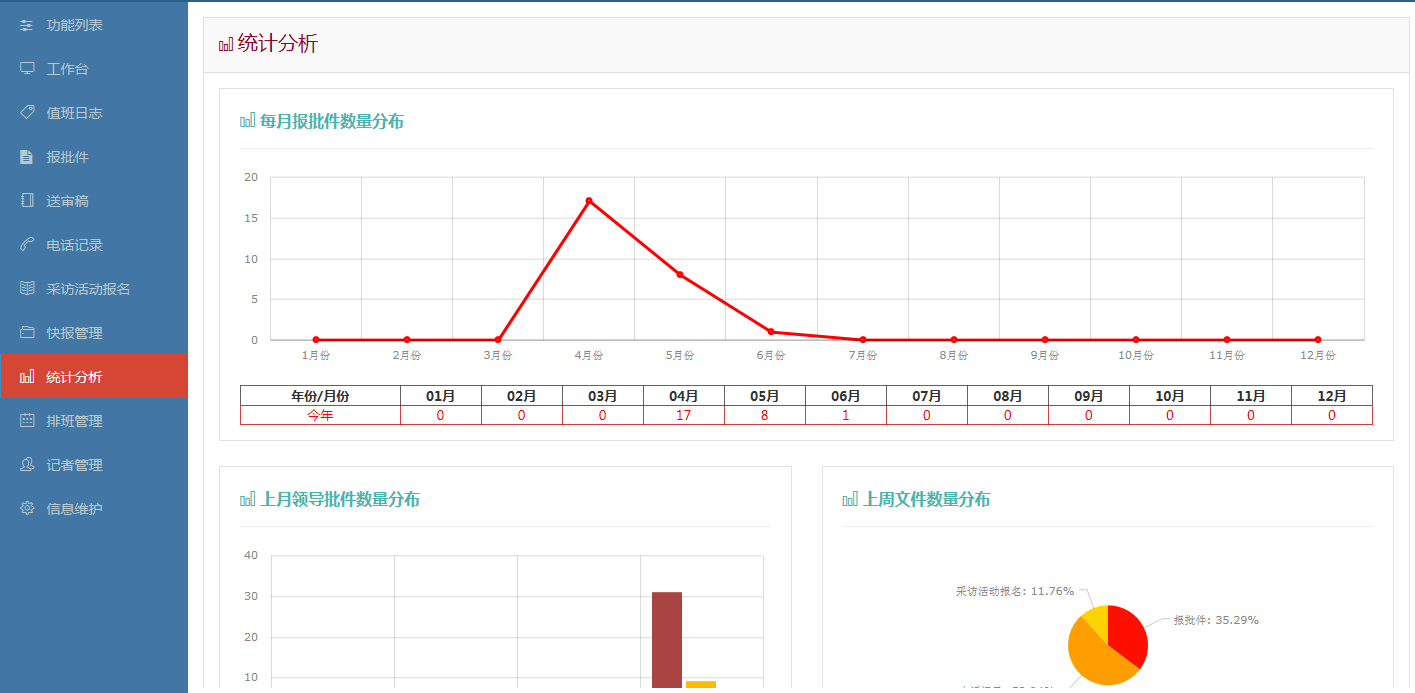 功能列表
工作台
值班日志
报批件
送审稿
电话记录
采访活动报名
快报管理
统计分析
排班管理
记者管理
信息维护
统计分析
每月报批件数量分布
20
15
10
5
0
1月份 2月份 3月份 4月份 5月份 6月份 7月份 8月份 9月份 10月份 11月份 12月份
年份/月份 01月 02月 03月 04月 05月 06月 07月 08月 09月 10月 11月 12月
今年 0 0 0 17 8 1 0 0 0 0 0 0
上月领导批件数量分布
40
30
20
10
上周文件数量分布
采访活动报名: 11.76%
报批件: 35.29%